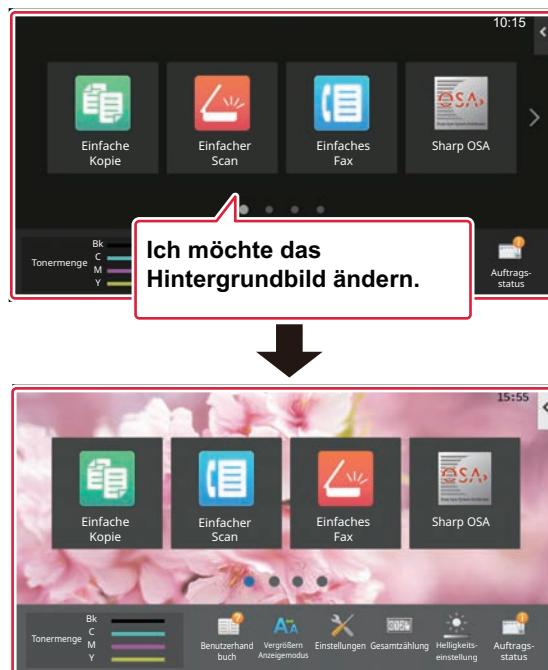 10:15
Einfache
Kopie
Einfacher
Scan
Einfaches
Fax
OSA
Sharp OSA
Ich möchte das
Hintergrundbild ändern.
Tonermenge
Bk
C
M
Y
Auftrags-
status
15:55
Einfache
Kopie
Einfacher
Scan
Einfaches
Fax
OSA
Sharp OSA
Tonermenge
Bk
C
M
Y
Benutzerhand
buch
Vergrößern
Anzeigemodus
Einstellungen
Gesamtzählung
Helligkeits-
einstellung
Auftrags-
status